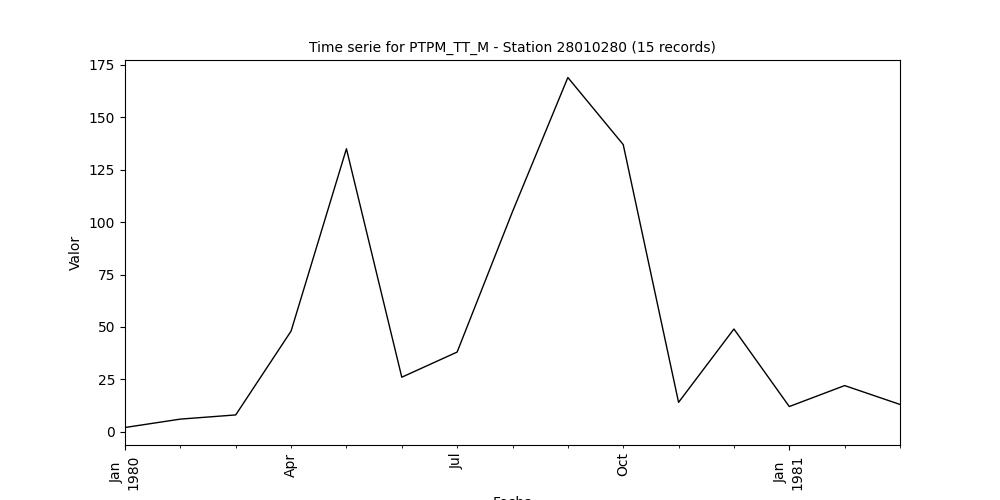 Time serie for PTPM_TT_M - Station 28010280 (15 records)
175
150
125
100
75
50
25
0
Valor
Jan
1980
Apr
Jul
Oct
Jan
1981
Fecha